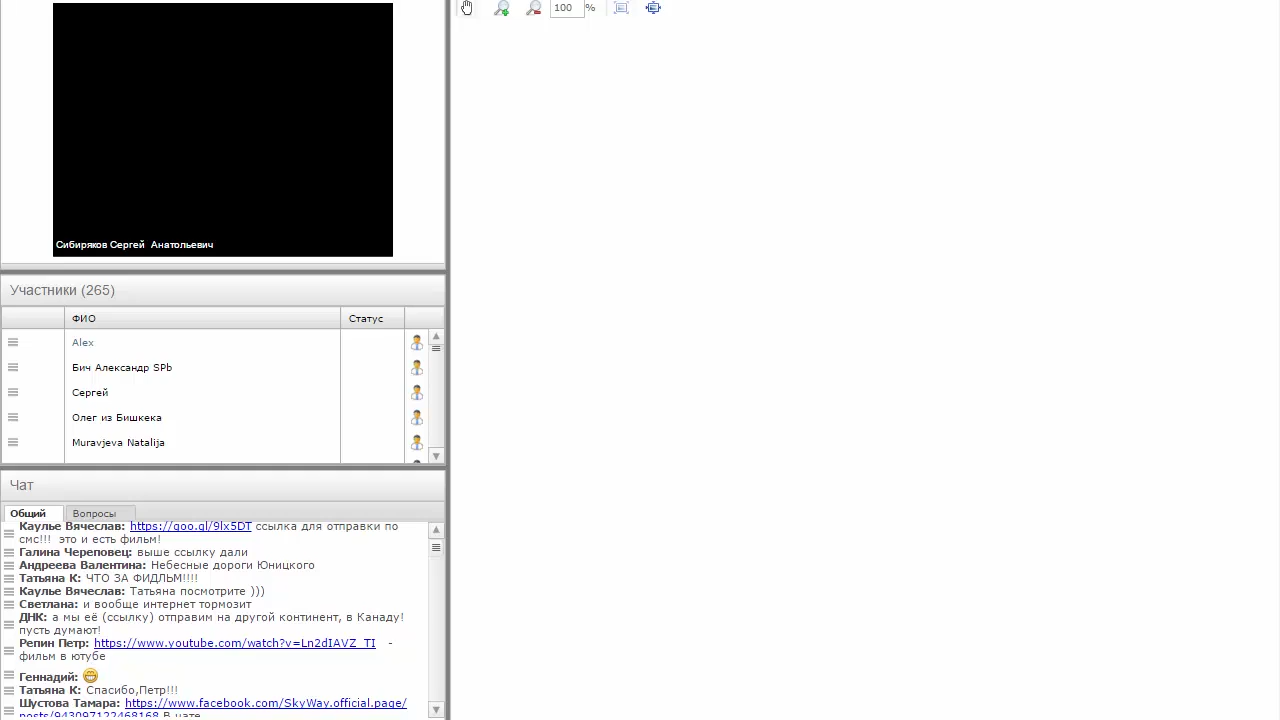 100 %
Сибиряков Сергей  Анатольевич
Участники (265)
ФИО Статус
Alex
Бич Александр SPb
Сергей
Олег из Бишкека
Muravjeva Natalija
Чат
Общий Вопросы
Каулье Вячеслав: https://goo.gl/9lx5DT ссылка для отправки по
смс!!!  это и есть фильм!
Галина Череповец: выше ссылку дали
Андреева Валентина: Небесные дороги Юницкого
Татьяна К: ЧТО ЗА ФИДЛЬМ!!!!
Каулье Вячеслав: Татьяна посмотрите )))
Светлана: и вообще интернет тормозит
ДНК: а мы её (ссылку) отправим на другой континент, в Канаду!
пусть думают!
Репин Петр: https://www.youtube.com/watch?v=Ln2dIAVZ_TI  -
фильм в ютубе
Геннадий:
Татьяна К: Спасибо,Петр!!!
Шустова Тамара: https://www.facebook.com/SkyWay.official.page/
posts/943097122468168 В чате